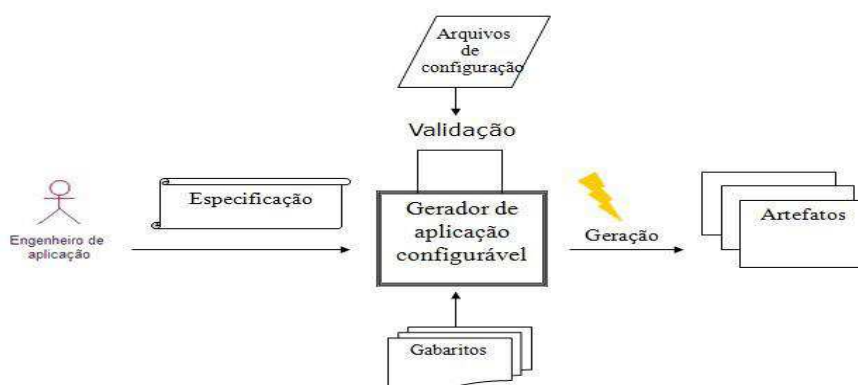 Arquivos
de
configuração
Validação
Engenheiro de
aplicação
Especificação
Gerador de
aplicação
configurável
Geração
Artefatos
Gabaritos